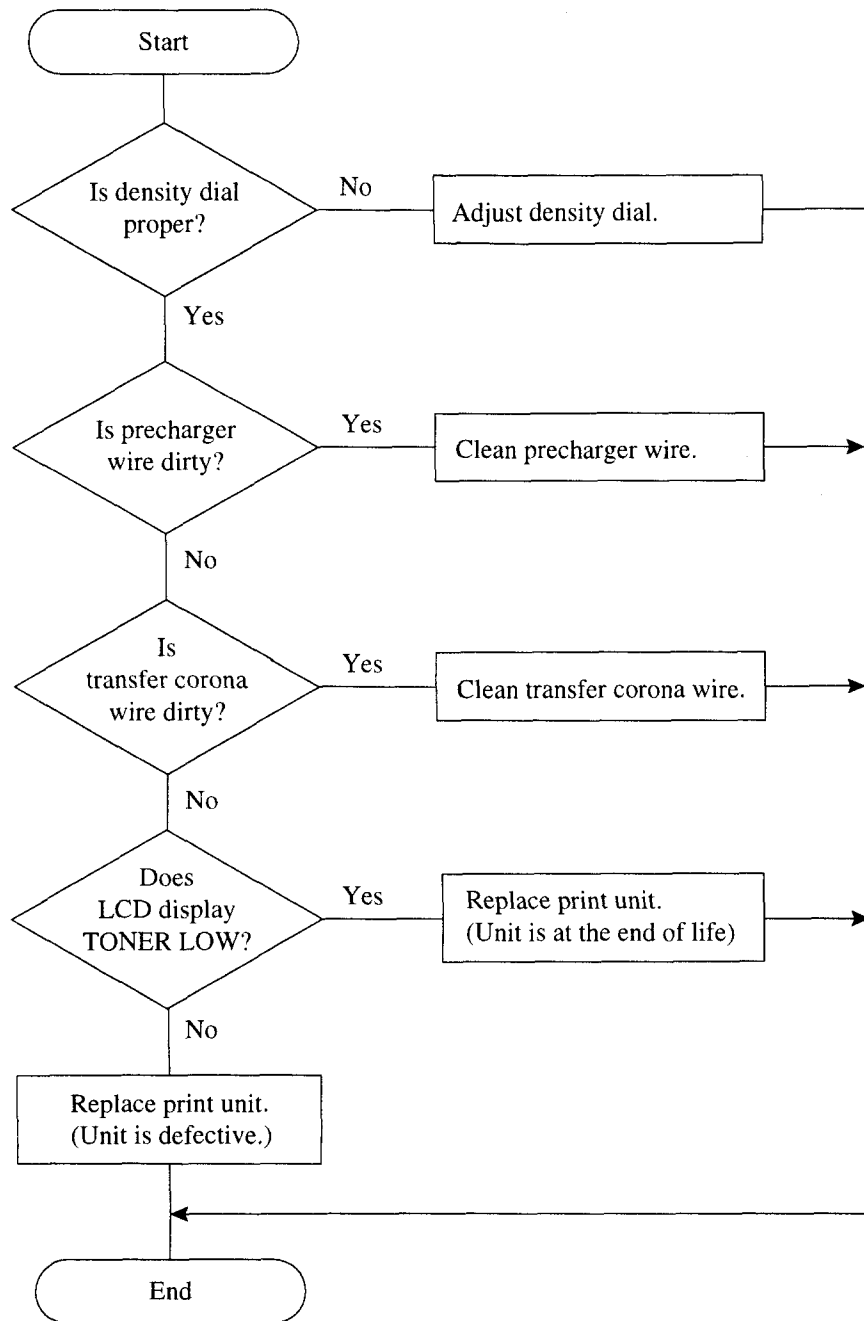 Start
Is density dial
proper?
No
Adjust density dial.
Yes
Is precharger
wire dirty?
Yes
Clean precharger wire.
No
Is
transfer corona
wire dirty?
Yes
Clean transfer corona wire.
No
Does
LCD display
TONER LOW?
Yes
Replace print unit.
(Unit is at the end of life)
No
Replace print unit.
(Unit is defective.)
End